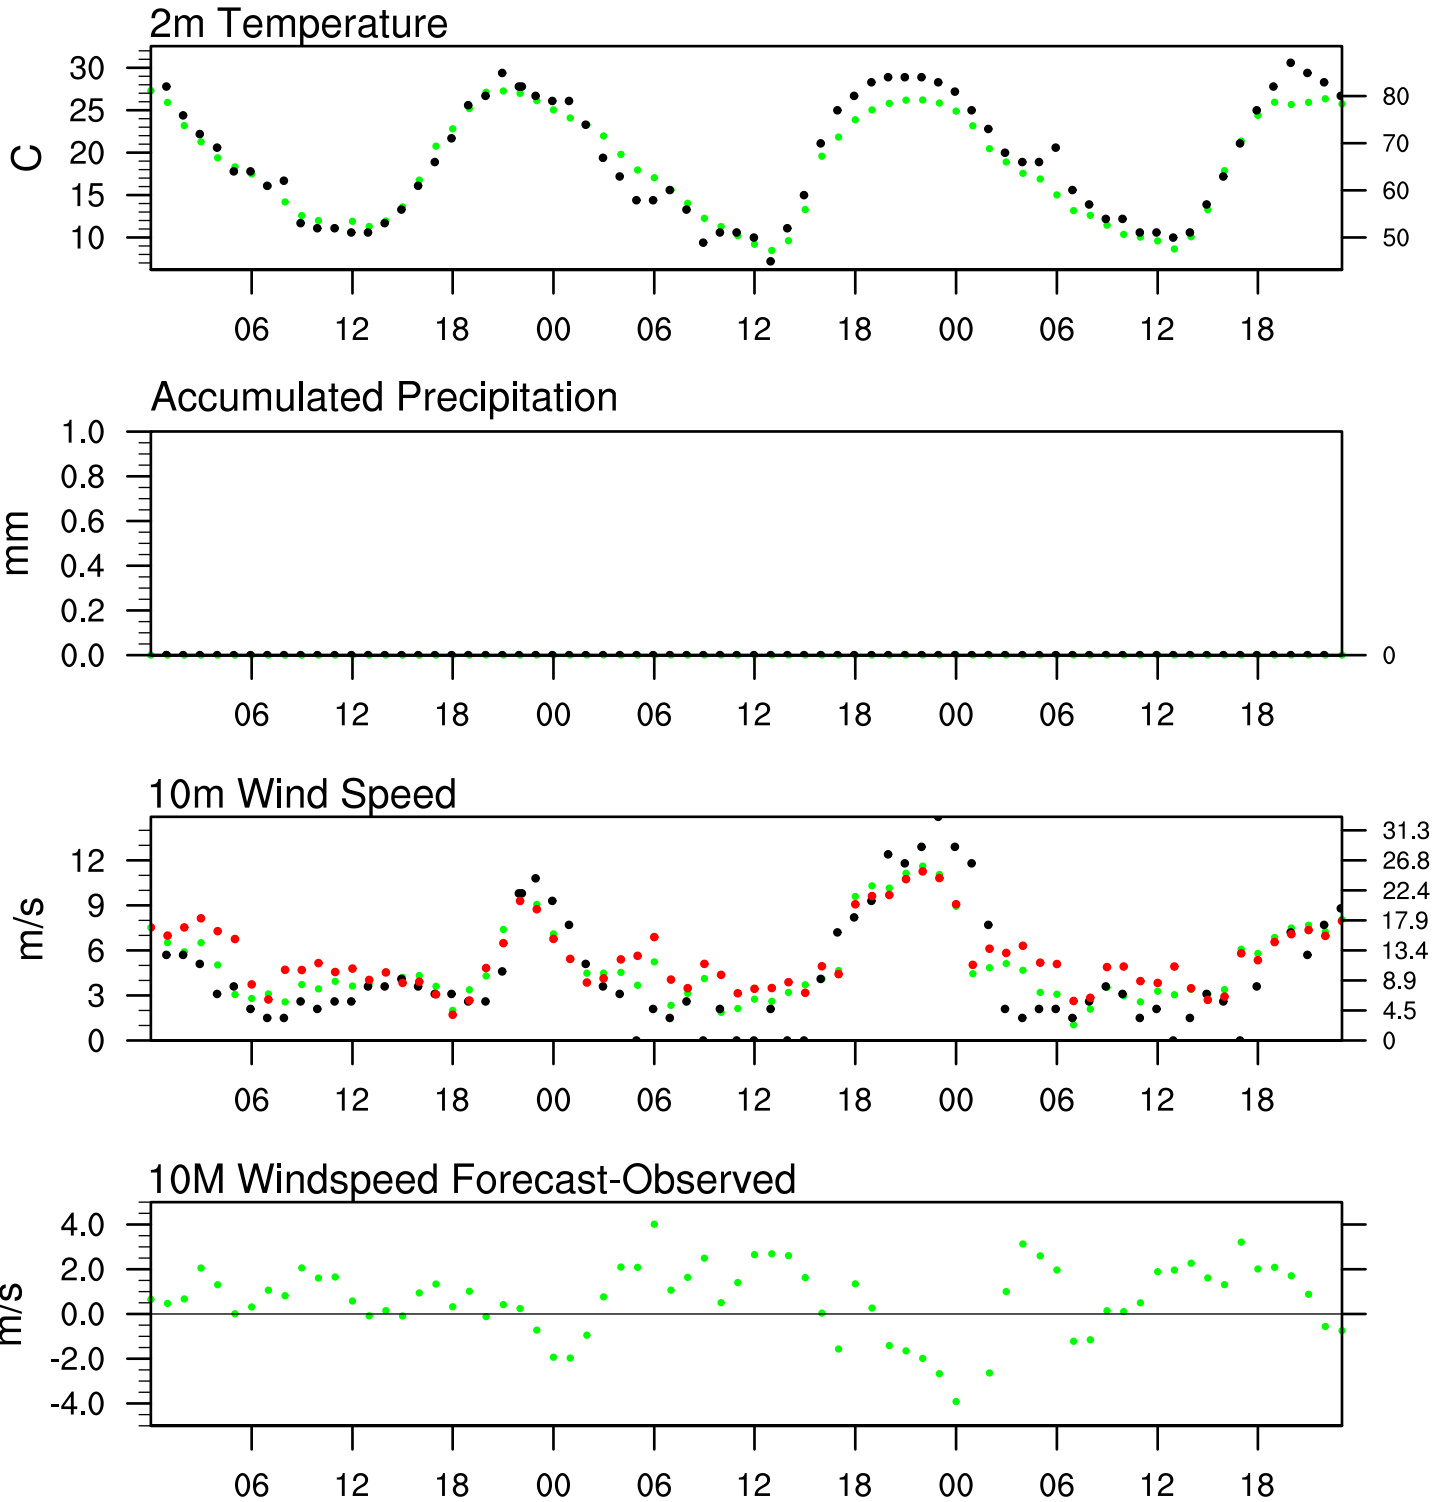 2m Temperature
30
25
20
15
10
C
80
70
60
50
06 12 18 00 06 12 18 00 06 12 18
Accumulated Precipitation
1.0
0.8
0.6
0.4
0.2
0.0
mm
0
06 12 18 00 06 12 18 00 06 12 18
10m Wind Speed
12
9
6
3
0
m/s
31.3
26.8
22.4
17.9
13.4
8.9
4.5
0
06 12 18 00 06 12 18 00 06 12 18
10M Windspeed Forecast-Observed
4.0
2.0
0.0
-2.0
-4.0
m/s
06 12 18 00 06 12 18 00 06 12 18